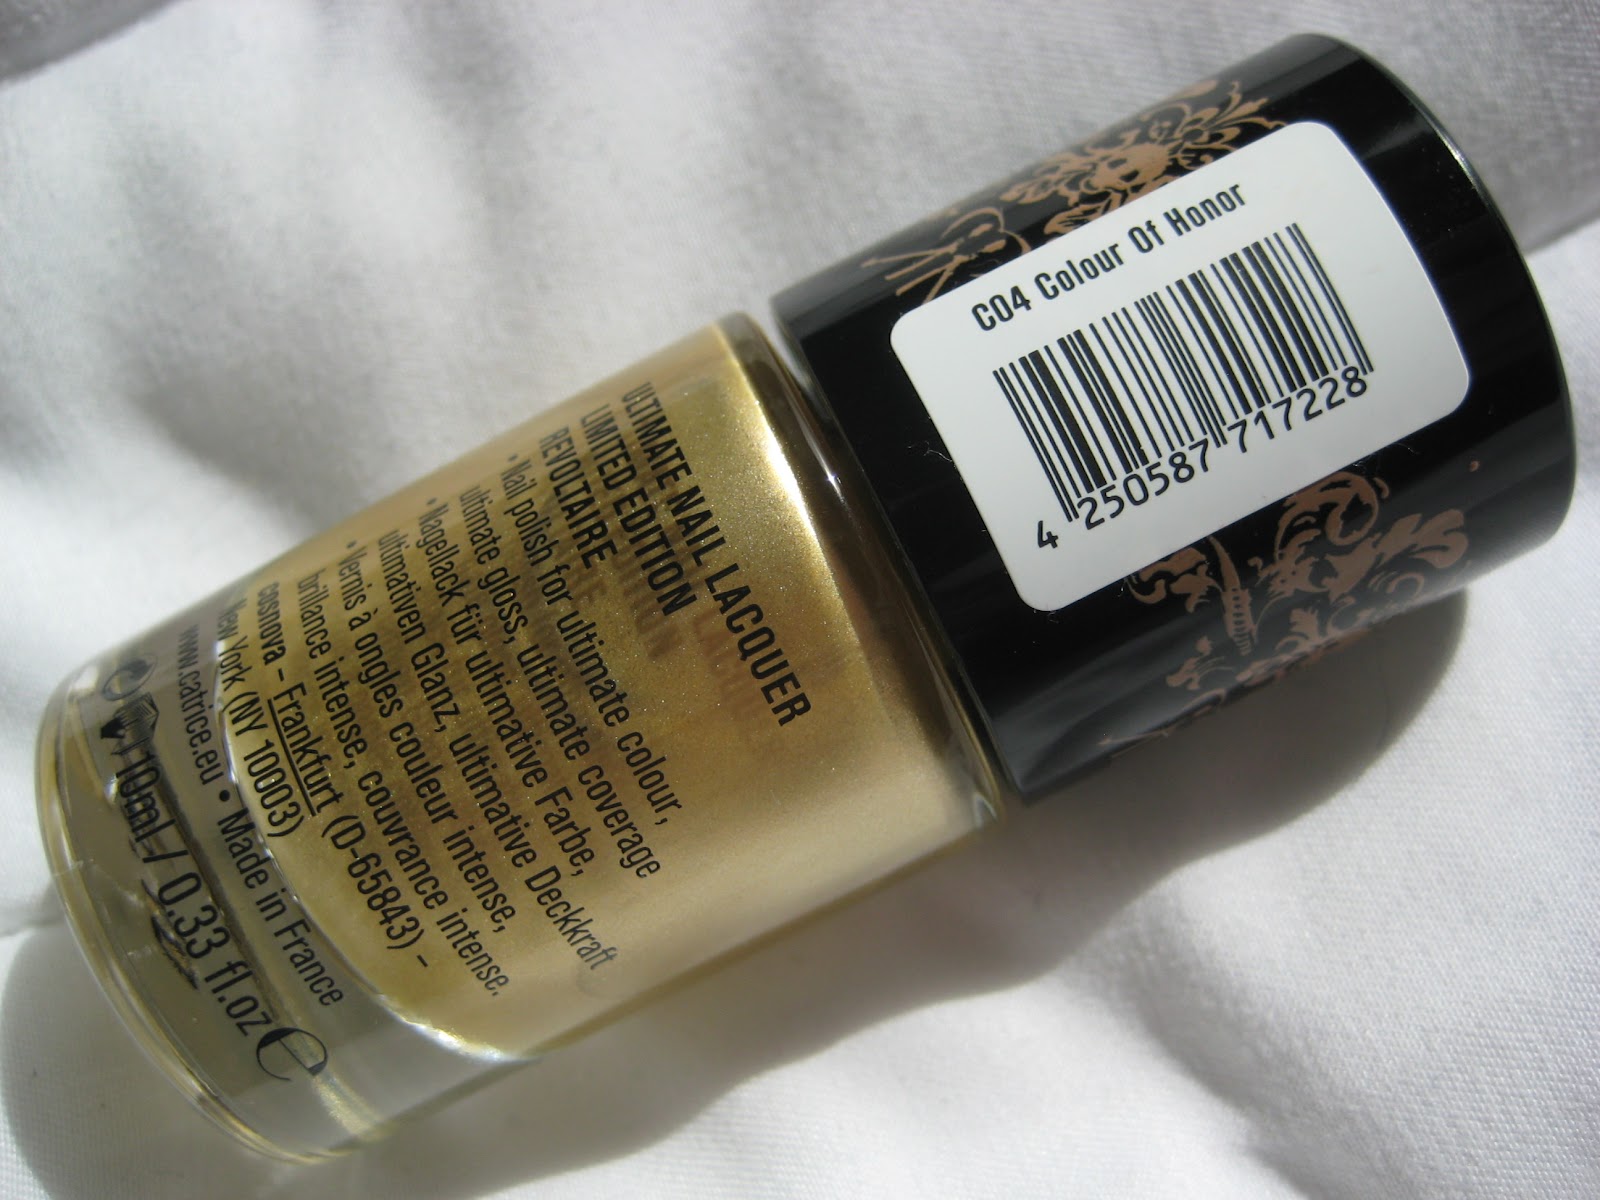 C04 Colour Of Honor
4 250587 717228
ULTIMATE NAIL LACQUER
LIMITED EDITION
REVOLTAIRE
• Nail polish for ultimate colour,
ultimate gloss, ultimate coverage
• Nagellack für ultimative Farbe,
ultimativen Glanz, ultimative Deckkraft
• Vernis à ongles couleur intense,
brillance intense, couvrance intense.
cosnova – Frankfurt (D-65843) –
New York (NY 10003)
www.catrice.eu • Made in France
10ml / 0.33 fl.oz e